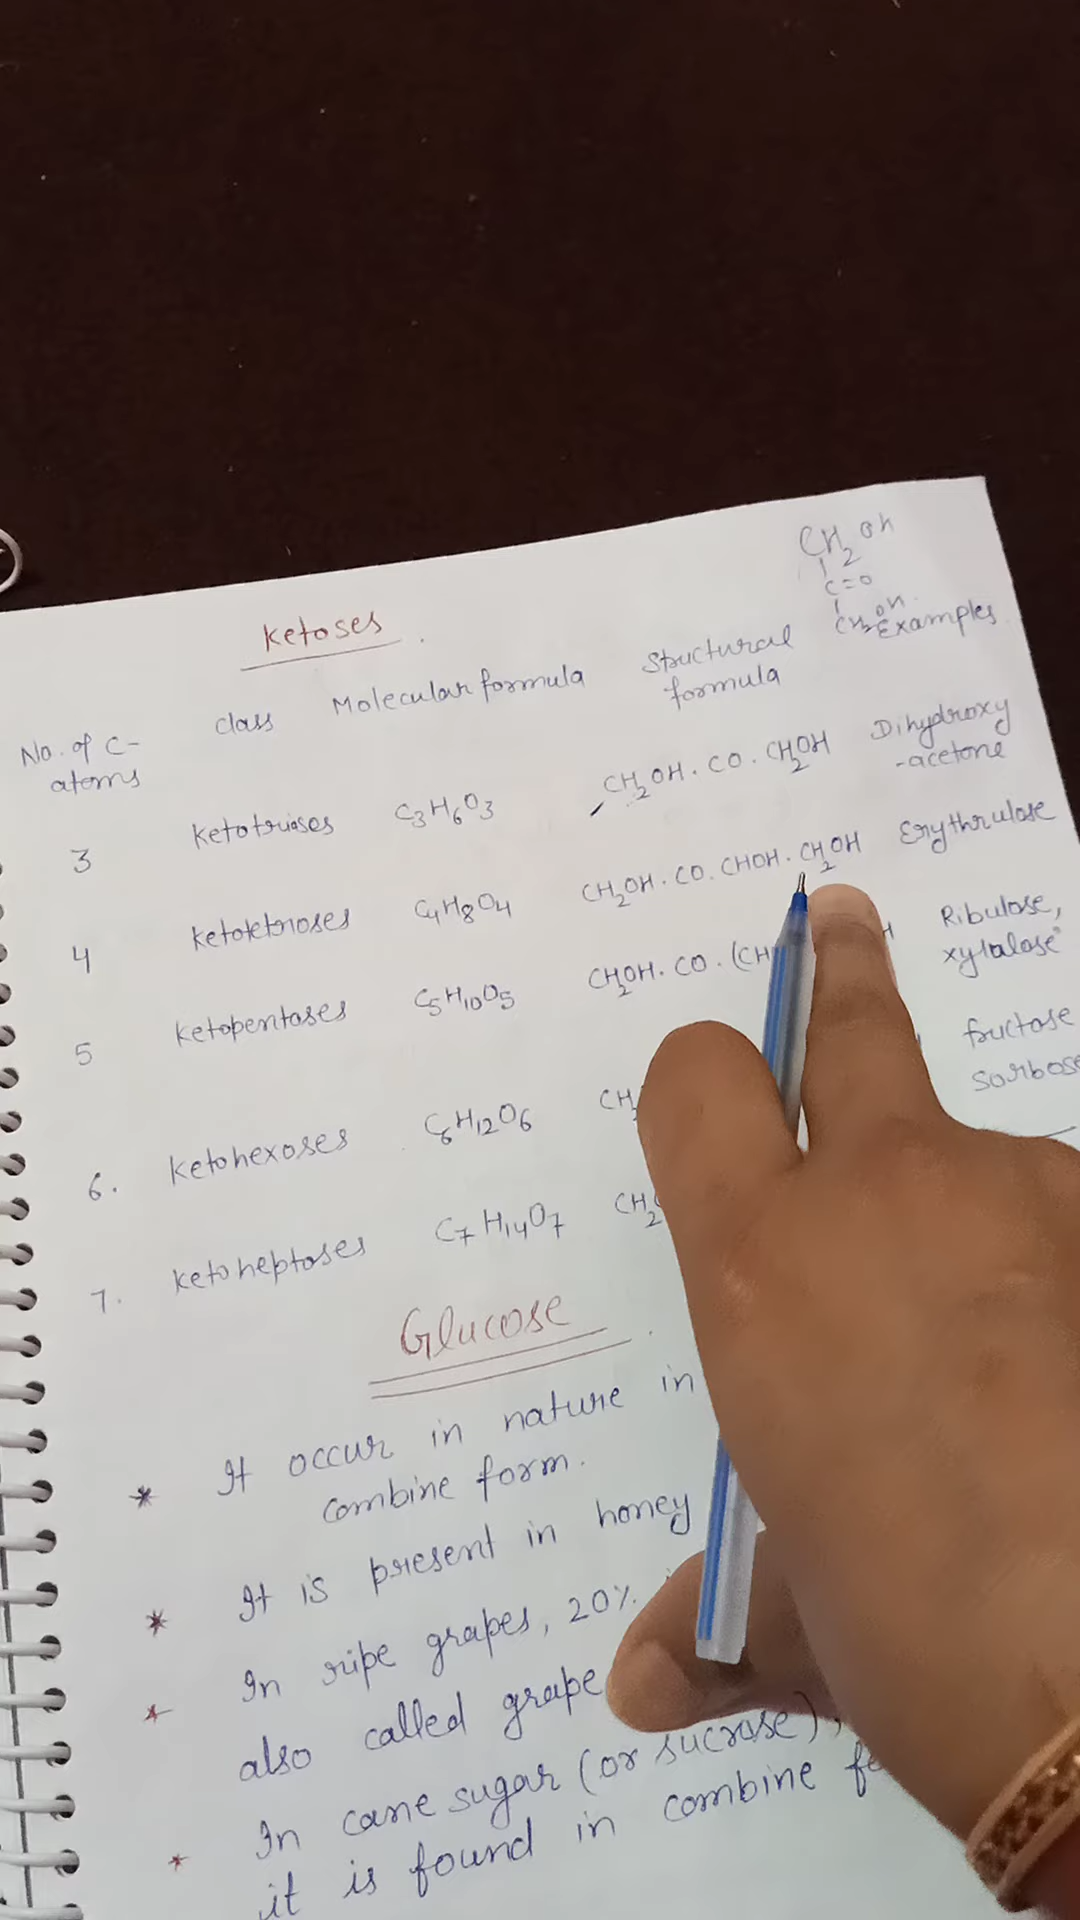 CH2OH
C=O
CH2OH
Ketoses
No. of C-atoms class Molecular formula Structural formula Examples
3 Ketotrioses C3H6O3 CH2OH.CO.CH2OH Dihydroxy-acetone
4 Ketotetroses C4H8O4 CH2OH.CO.CHOH.CH2OH Erythrulose
5 Ketopentoses C5H10O5 CH2OH.CO.(CH H Ribulose, xylalose
6. Ketohexoses C6H12O6 CH fructose sorbose
7. Ketoheptoses C7H14O7 CH2
Glucose
* It occur in nature in
combine form.
* It is present in honey
* In ripe grapes, 20%
also called grape
* In cane sugar (or sucrose),
it is found in combine